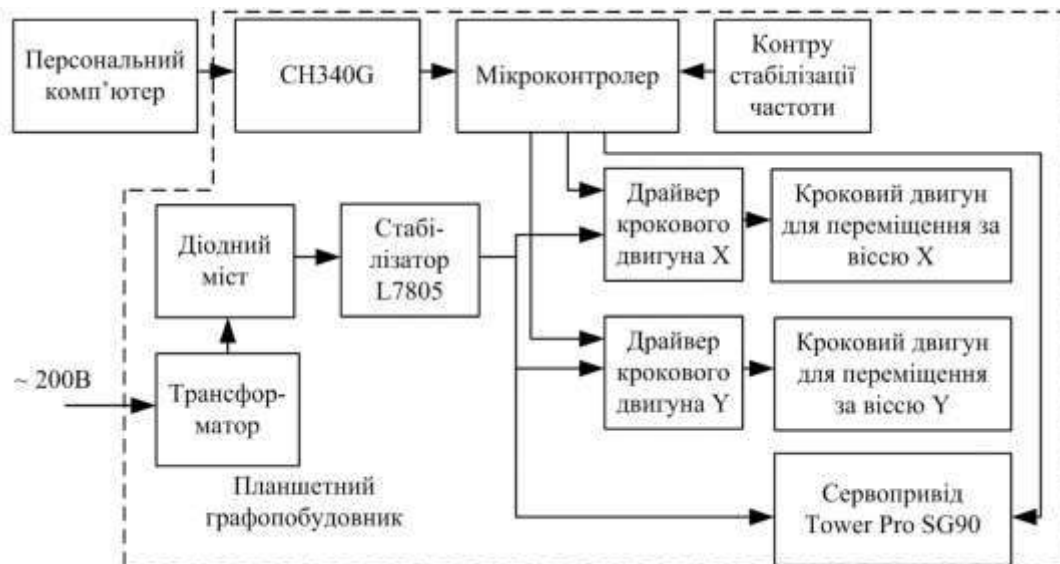 Персональний
комп’ютер
CH340G
Мікроконтролер
Контру
стабілізації
частоти
Діодний
міст
Стабі-
лізатор
L7805
Драйвер
крокового
двигуна X
Кроковий двигун
для переміщення за
віссю X
~ 200В
Трансфор-
матор
Драйвер
крокового
двигуна Y
Кроковий двигун
для переміщення
за віссю Y
Планшетний
графопобудовник
Сервопривід
Tower Pro SG90